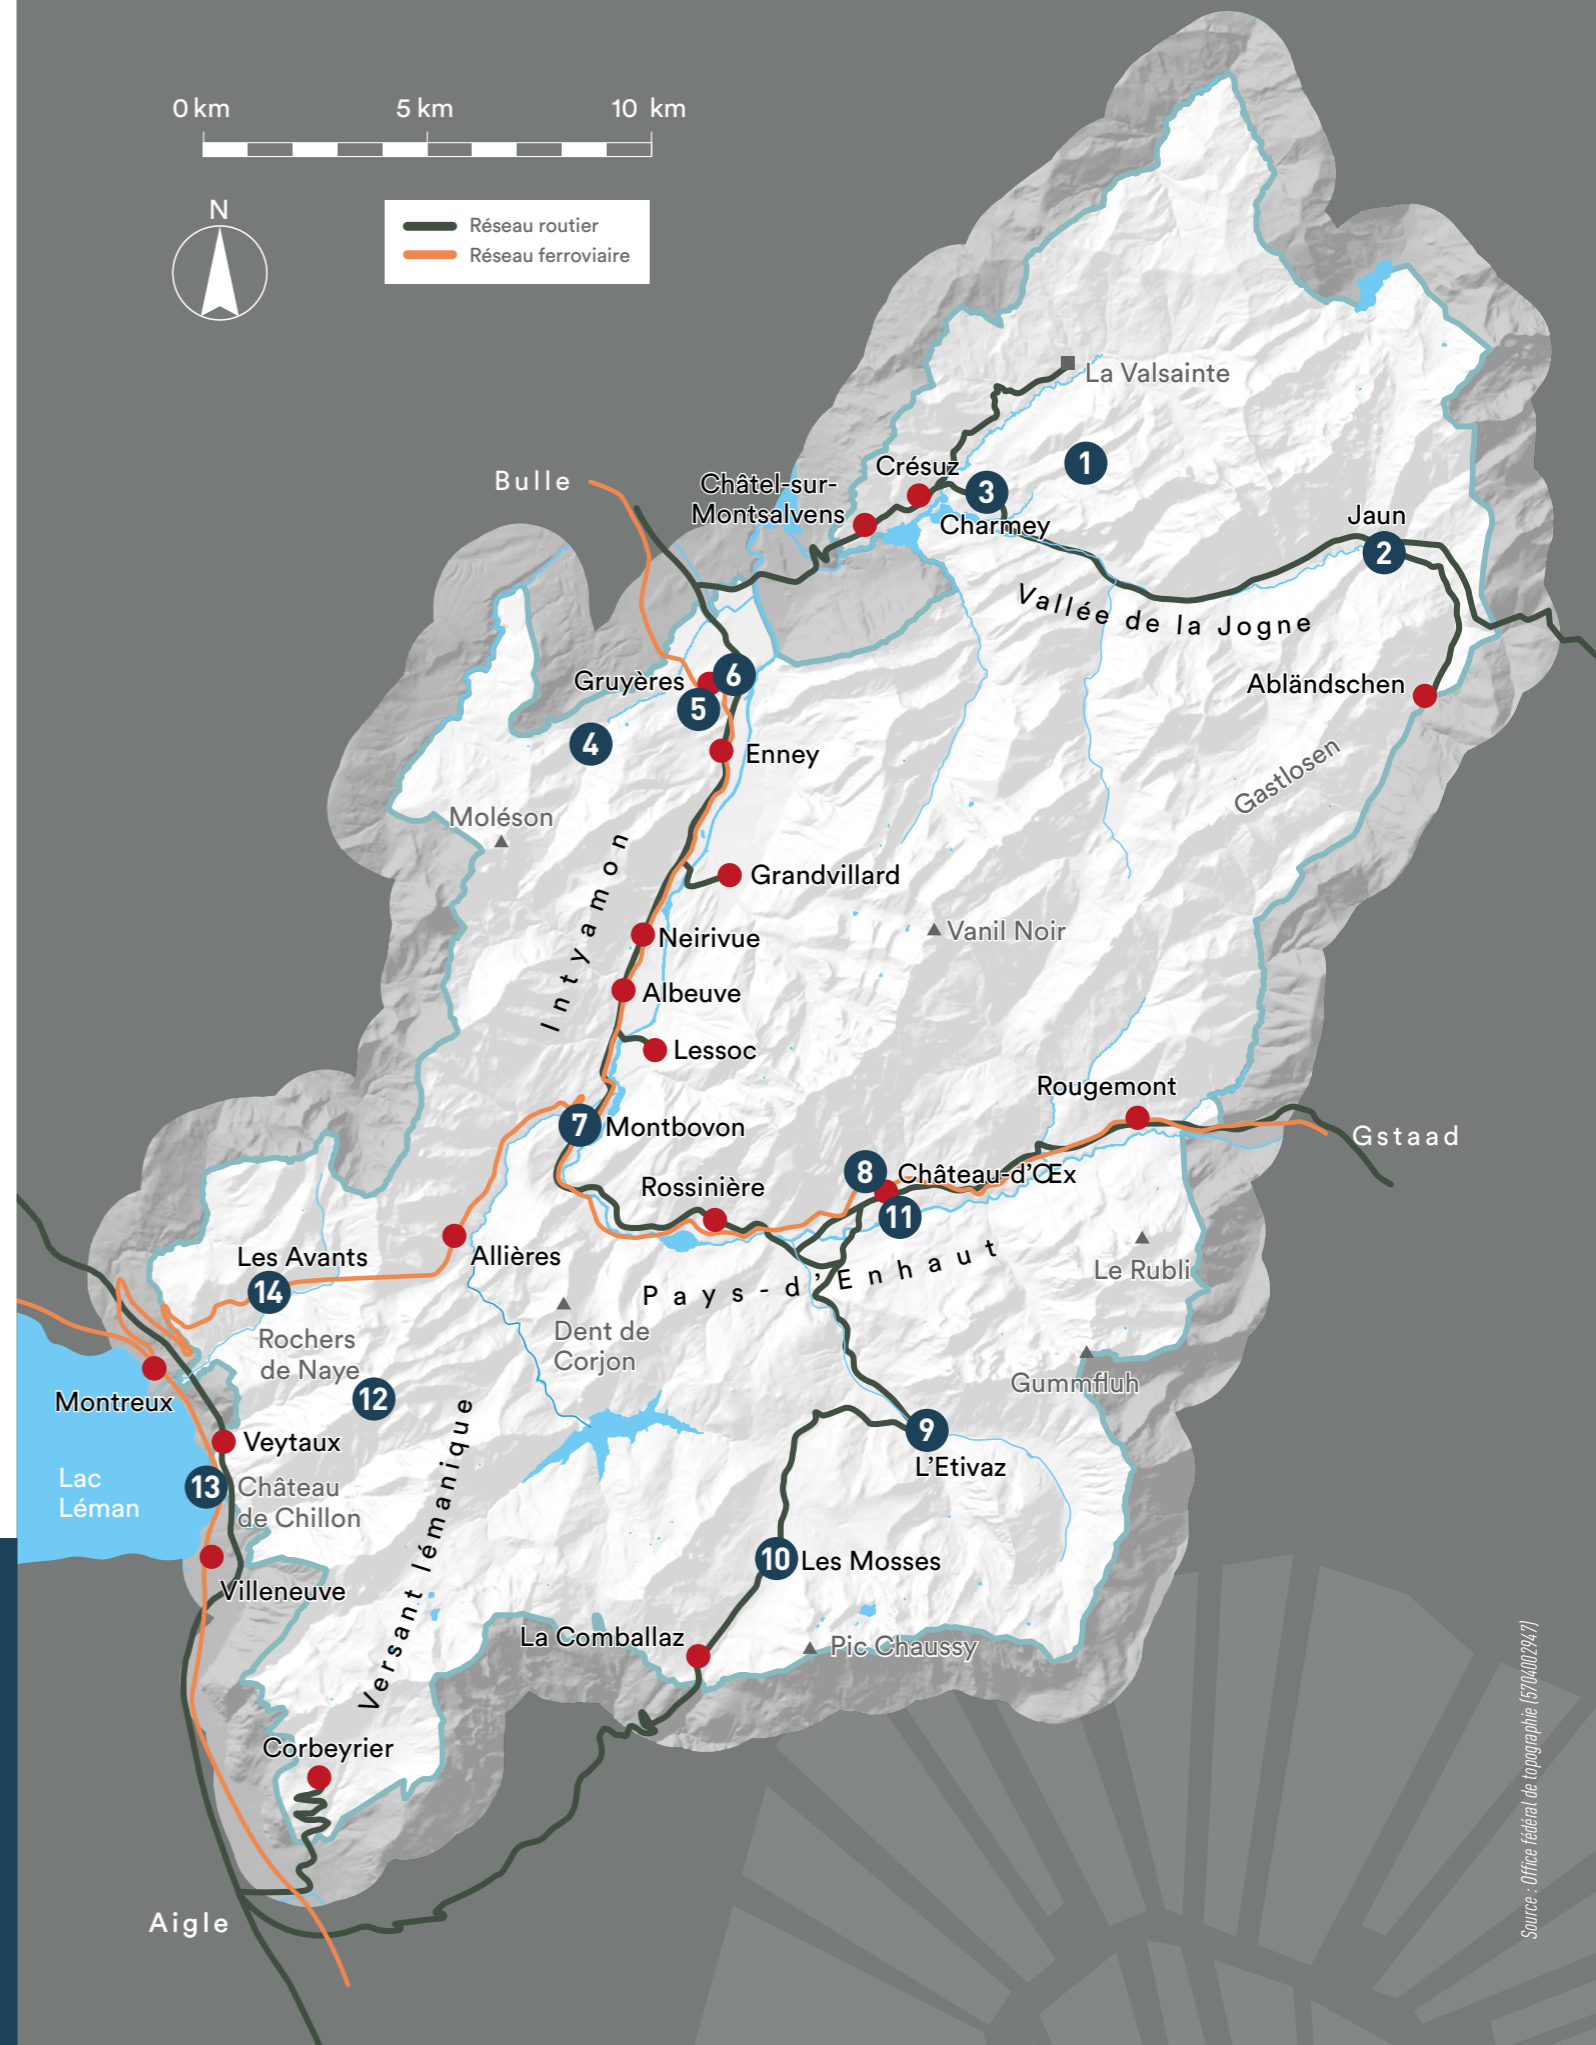 0 km 5 km 10 km
N
Réseau routier
Réseau ferroviaire
La Valsainte
1
Crésuz
Bulle
Châtel-sur-
Montsalvens
3
Charmey
Jaun
2
Vallée de la Jogne
Gruyères
6
5
Abländschen
4
Enney
Gastlosen
Moléson
Intyamon
Grandvillard
Neirivue
Vanil Noir
Albeuve
Lessoc
Rougemont
7
Montbovon
Gstaad
8
Château-d'Œx
Rossinière
11
Les Avants
Allières
Pays-d'Enhaut
Le Rubli
14
Rochers
de Naye
Dent de
Corjon
12
Gummfluh
Montreux
Veytaux
9
L'Etivaz
Lac
Léman
13
Château
de Chillon
Versant lémanique
10
Les Mosses
Villeneuve
La Comballaz
Pic Chaussy
Corbeyrier
Aigle
Source : Office fédéral de topographie (5704002947)